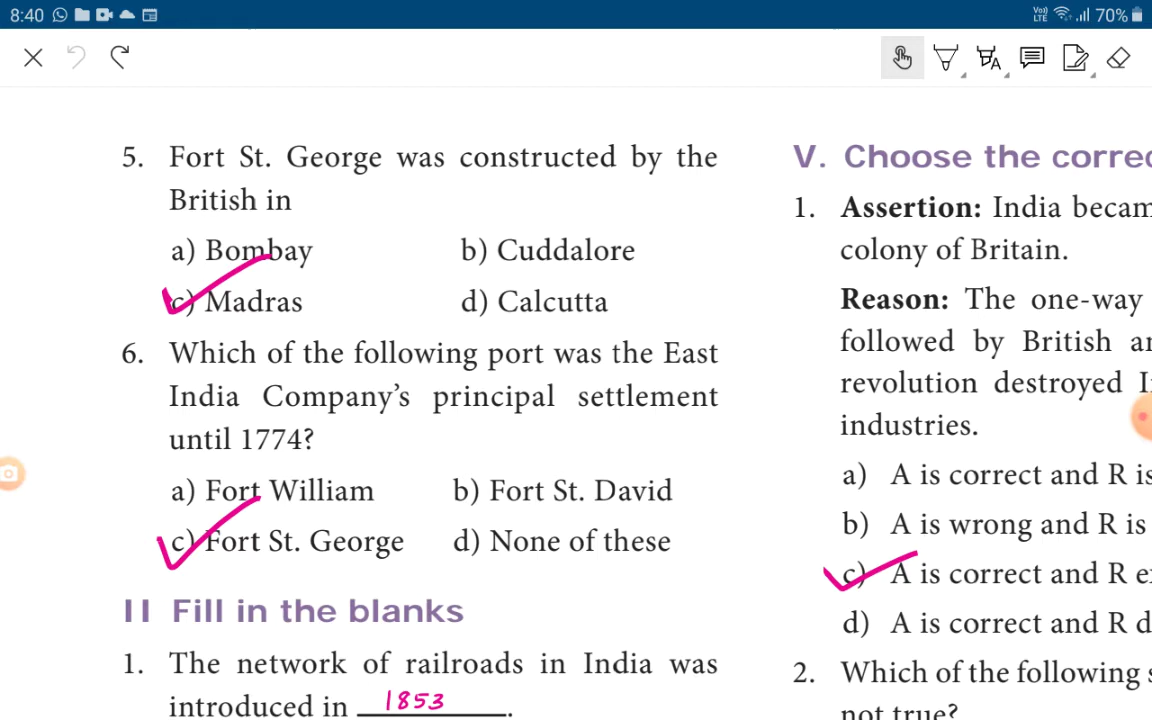 8:40
Vo) LTE 70%
5. Fort St. George was constructed by the
British in
a) Bombay b) Cuddalore
c) Madras d) Calcutta
6. Which of the following port was the East
India Company’s principal settlement
until 1774?
a) Fort William b) Fort St. David
c) Fort St. George d) None of these
II Fill in the blanks
1. The network of railroads in India was
introduced in 1853.
V. Choose the correc
1. Assertion: India becam
colony of Britain.
Reason: The one-way
followed by British an
revolution destroyed I
industries.
a) A is correct and R is
b) A is wrong and R is
c) A is correct and R e
d) A is correct and R d
2. Which of the following s
not true?